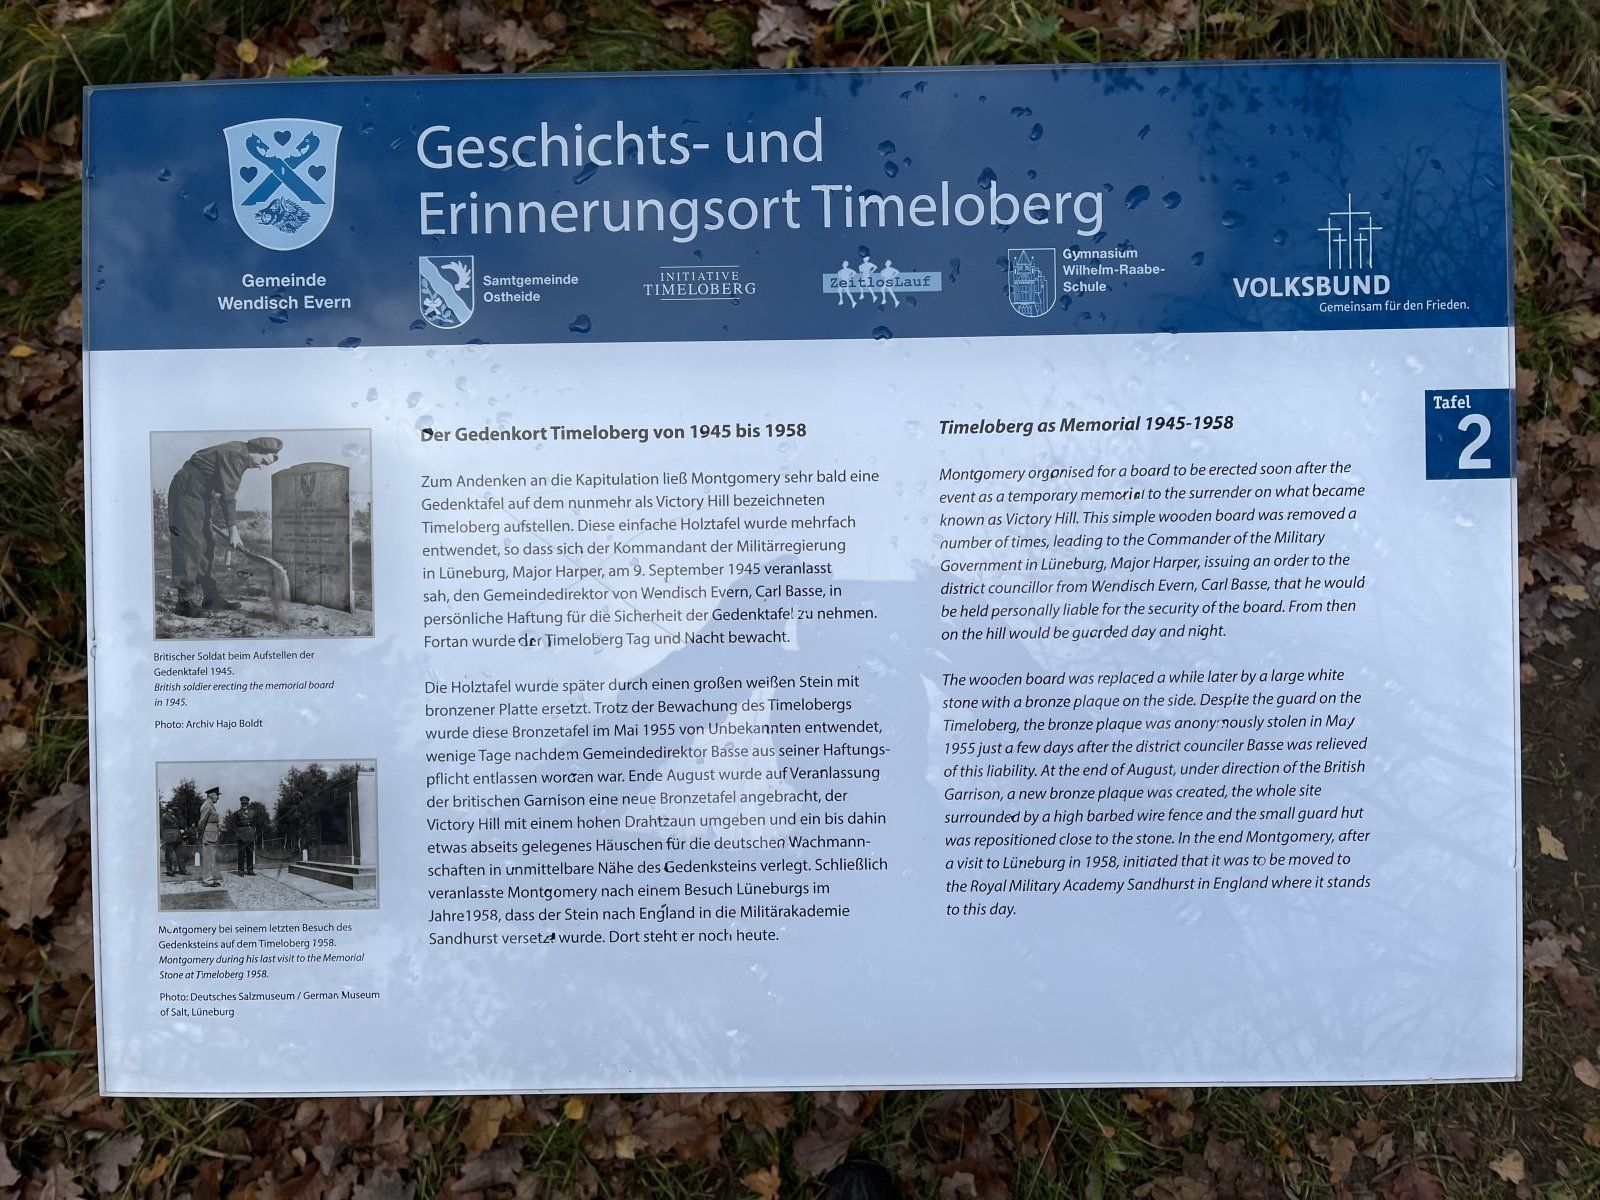 Geschichts- und
Erinnerungsort Timeloberg
Gemeinde
Wendisch Evern
Samtgemeinde
Ostheide
INITIATIVE
TIMELOBERG
ZeitlosLauf
Gymnasium
Wilhelm-Raabe-
Schule
VOLKSBUND
Gemeinsam für den Frieden.
Tafel
2
Britischer Soldat beim Aufstellen der
Gedenktafel 1945.
British soldier erecting the memorial board
in 1945.
Photo: Archiv Hajo Boldt
Montgomery bei seinem letzten Besuch des
Gedenksteins auf dem Timeloberg 1958.
Montgomery during his last visit to the Memorial
Stone at Timeloberg 1958.
Photo: Deutsches Salzmuseum / German Museum
of Salt, Lüneburg
Der Gedenkort Timeloberg von 1945 bis 1958
Zum Andenken an die Kapitulation ließ Montgomery sehr bald eine
Gedenktafel auf dem nunmehr als Victory Hill bezeichneten
Timeloberg aufstellen. Diese einfache Holztafel wurde mehrfach
entwendet, so dass sich der Kommandant der Militärregierung
in Lüneburg, Major Harper, am 9. September 1945 veranlasst
sah, den Gemeindedirektor von Wendisch Evern, Carl Basse, in
persönliche Haftung für die Sicherheit der Gedenktafel zu nehmen.
Fortan wurde der Timeloberg Tag und Nacht bewacht.
Die Holztafel wurde später durch einen großen weißen Stein mit
bronzener Platte ersetzt. Trotz der Bewachung des Timelobergs
wurde diese Bronzetafel im Mai 1955 von Unbekannten entwendet,
wenige Tage nachdem Gemeindedirektor Basse aus seiner Haftungs-
pflicht entlassen worden war. Ende August wurde auf Veranlassung
der britischen Garnison eine neue Bronzetafel angebracht, der
Victory Hill mit einem hohen Drahtzaun umgeben und ein bis dahin
etwas abseits gelegenes Häuschen für die deutschen Wachmann-
schaften in unmittelbare Nähe des Gedenksteins verlegt. Schließlich
veranlasste Montgomery nach einem Besuch Lüneburgs im
Jahre1958, dass der Stein nach England in die Militärakademie
Sandhurst versetzt wurde. Dort steht er noch heute.
Timeloberg as Memorial 1945-1958
Montgomery organised for a board to be erected soon after the
event as a temporary memorial to the surrender on what became
known as Victory Hill. This simple wooden board was removed a
number of times, leading to the Commander of the Military
Government in Lüneburg, Major Harper, issuing an order to the
district councillor from Wendisch Evern, Carl Basse, that he would
be held personally liable for the security of the board. From then
on the hill would be guarded day and night.
The wooden board was replaced a while later by a large white
stone with a bronze plaque on the side. Despite the guard on the
Timeloberg, the bronze plaque was anonymously stolen in May
1955 just a few days after the district counciler Basse was relieved
of this liability. At the end of August, under direction of the British
Garrison, a new bronze plaque was created, the whole site
surrounded by a high barbed wire fence and the small guard hut
was repositioned close to the stone. In the end Montgomery, after
a visit to Lüneburg in 1958, initiated that it was to be moved to
the Royal Military Academy Sandhurst in England where it stands
to this day.